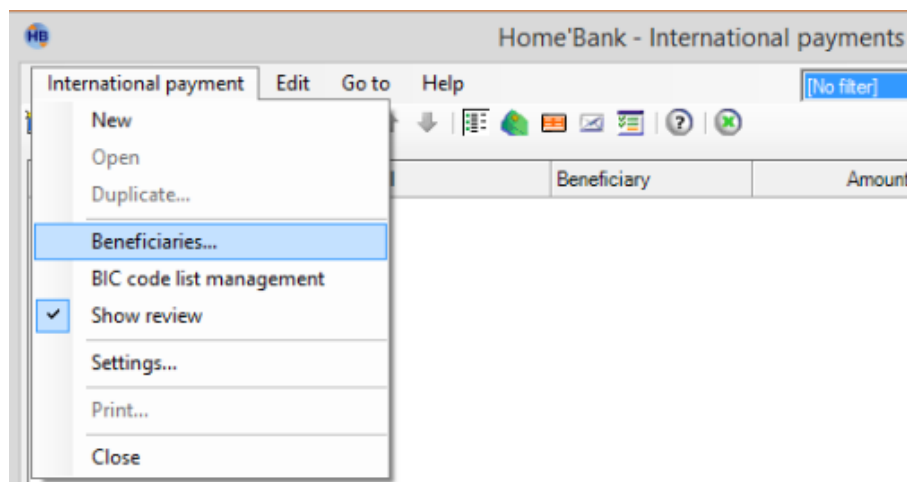 HB
Home'Bank - International payments
International payment Edit Go to Help
[No filter]
New
Open
Duplicate...
Beneficiary Amount
Beneficiaries...
BIC code list management
Show review
Settings...
Print...
Close